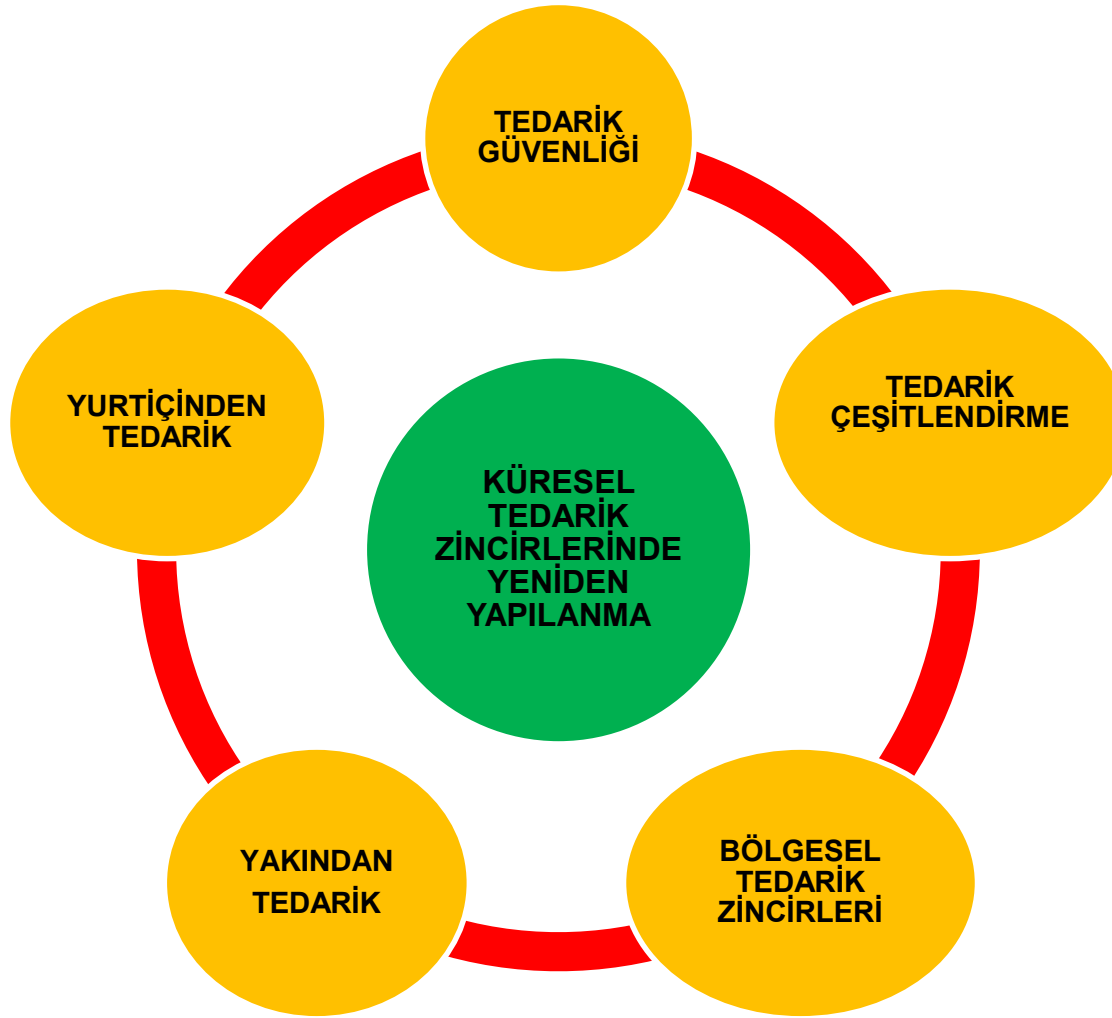 TEDARİK
GÜVENLİĞİ
TEDARİK
ÇEŞİTLENDİRME
YURTİÇİNDEN
TEDARİK
KÜRESEL
TEDARİK
ZİNCİRLERİNDE
YENİDEN
YAPILANMA
YAKINDAN
TEDARİK
BÖLGESEL
TEDARİK
ZİNCİRLERİ